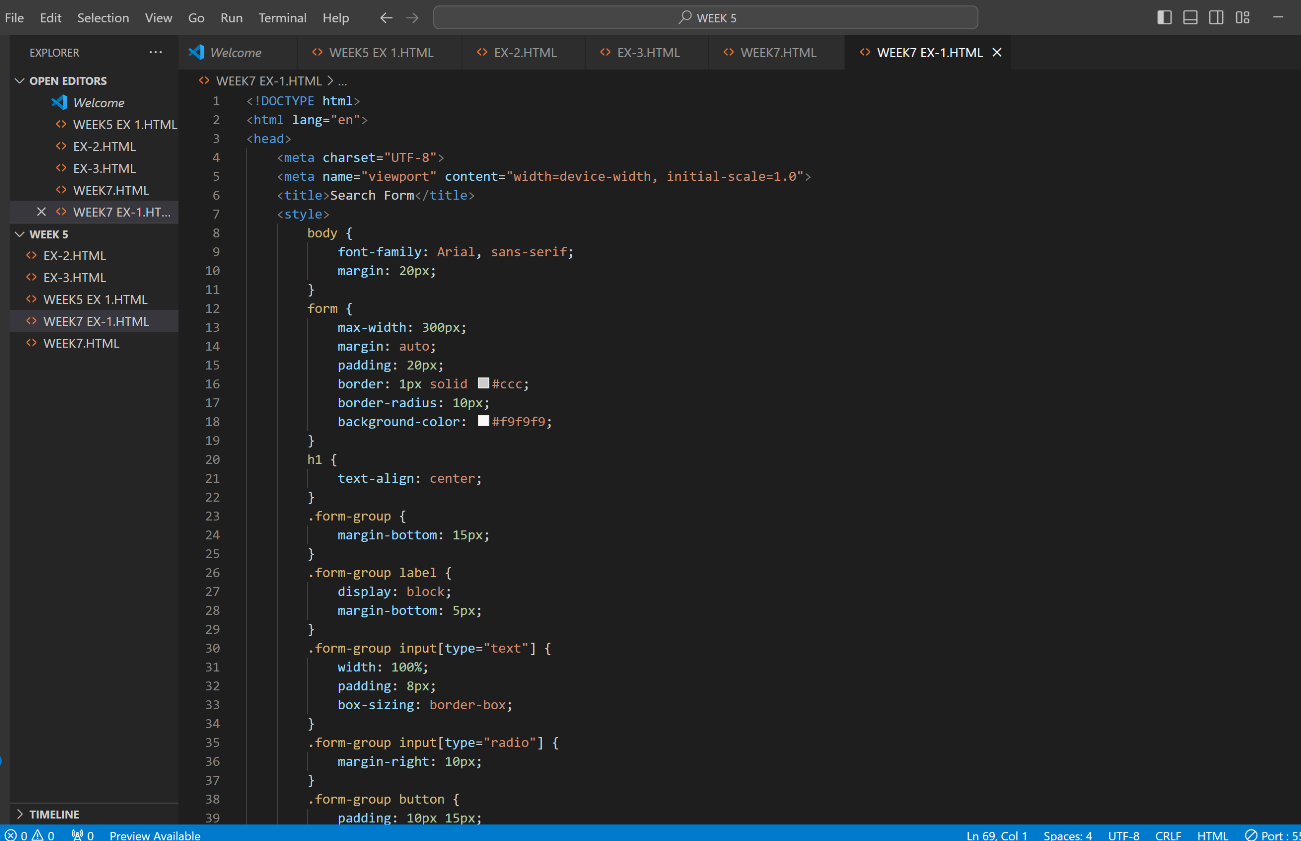 File Edit Selection View Go Run Terminal Help WEEK 5
EXPLORER ...
Welcome WEEK5 EX 1.HTML EX-2.HTML EX-3.HTML WEEK7.HTML WEEK7 EX-1.HTML
OPEN EDITORS
Welcome
WEEK5 EX 1.HTML
EX-2.HTML
EX-3.HTML
WEEK7.HTML
WEEK7 EX-1.HT...
WEEK 5
EX-2.HTML
EX-3.HTML
WEEK5 EX 1.HTML
WEEK7 EX-1.HTML
WEEK7.HTML
TIMELINE
WEEK7 EX-1.HTML > ...
1 <!DOCTYPE html>
2 <html lang="en">
3 <head>
4 <meta charset="UTF-8">
5 <meta name="viewport" content="width=device-width, initial-scale=1.0">
6 <title>Search Form</title>
7 <style>
8 body {
9 font-family: Arial, sans-serif;
10 margin: 20px;
11 }
12 form {
13 max-width: 300px;
14 margin: auto;
15 padding: 20px;
16 border: 1px solid #ccc;
17 border-radius: 10px;
18 background-color: #f9f9f9;
19 }
20 h1 {
21 text-align: center;
22 }
23 .form-group {
24 margin-bottom: 15px;
25 }
26 .form-group label {
27 display: block;
28 margin-bottom: 5px;
29 }
30 .form-group input[type="text"] {
31 width: 100%;
32 padding: 8px;
33 box-sizing: border-box;
34 }
35 .form-group input[type="radio"] {
36 margin-right: 10px;
37 }
38 .form-group button {
39 padding: 10px 15px;
0 0 0 Preview Available Ln 69, Col 1 Spaces: 4 UTF-8 CRLF HTML Port : 55